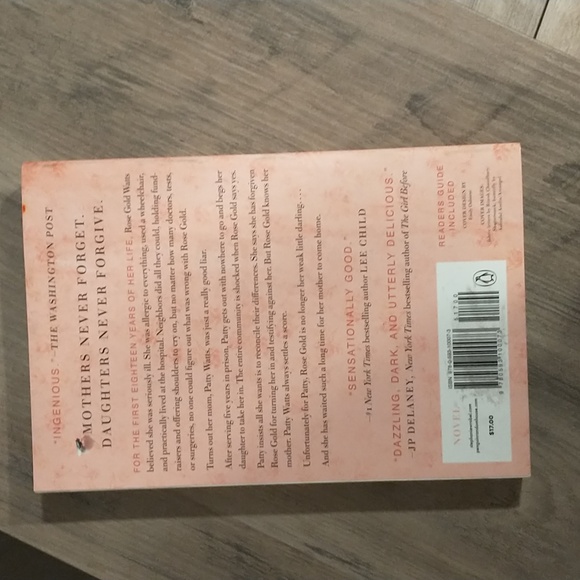 "INGENIOUS." —THE WASHINGTON POST
MOTHERS NEVER FORGET.
DAUGHTERS NEVER FORGIVE.
FOR THE FIRST EIGHTEEN YEARS OF HER LIFE, Rose Gold Watts
believed she was seriously ill. She was allergic to everything, used a wheelchair,
and practically lived at the hospital. Neighbors did all they could, holding fund-
raisers and offering shoulders to cry on, but no matter how many doctors, tests,
or surgeries, no one could figure out what was wrong with Rose Gold.
Turns out her mom, Patty Watts, was just a really good liar.
After serving five years in prison, Patty gets out with nowhere to go and begs her
daughter to take her in. The entire community is shocked when Rose Gold says yes.
Patty insists all she wants is to reconcile their differences. She says she has forgiven
Rose Gold for turning her in and testifying against her. But Rose Gold knows her
mother. Patty Watts always settles a score.
Unfortunately for Patty, Rose Gold is no longer her weak little darling. . . .
And she has waited such a long time for her mother to come home.
"SENSATIONALLY GOOD."
—#1 New York Times bestselling author LEE CHILD
"DAZZLING, DARK, AND UTTERLY DELICIOUS."
—JP DELANEY, New York Times bestselling author of The Girl Before
READERS GUIDE
INCLUDED
COVER DESIGN BY
COVER IMAGES
NOVEL
$17.00